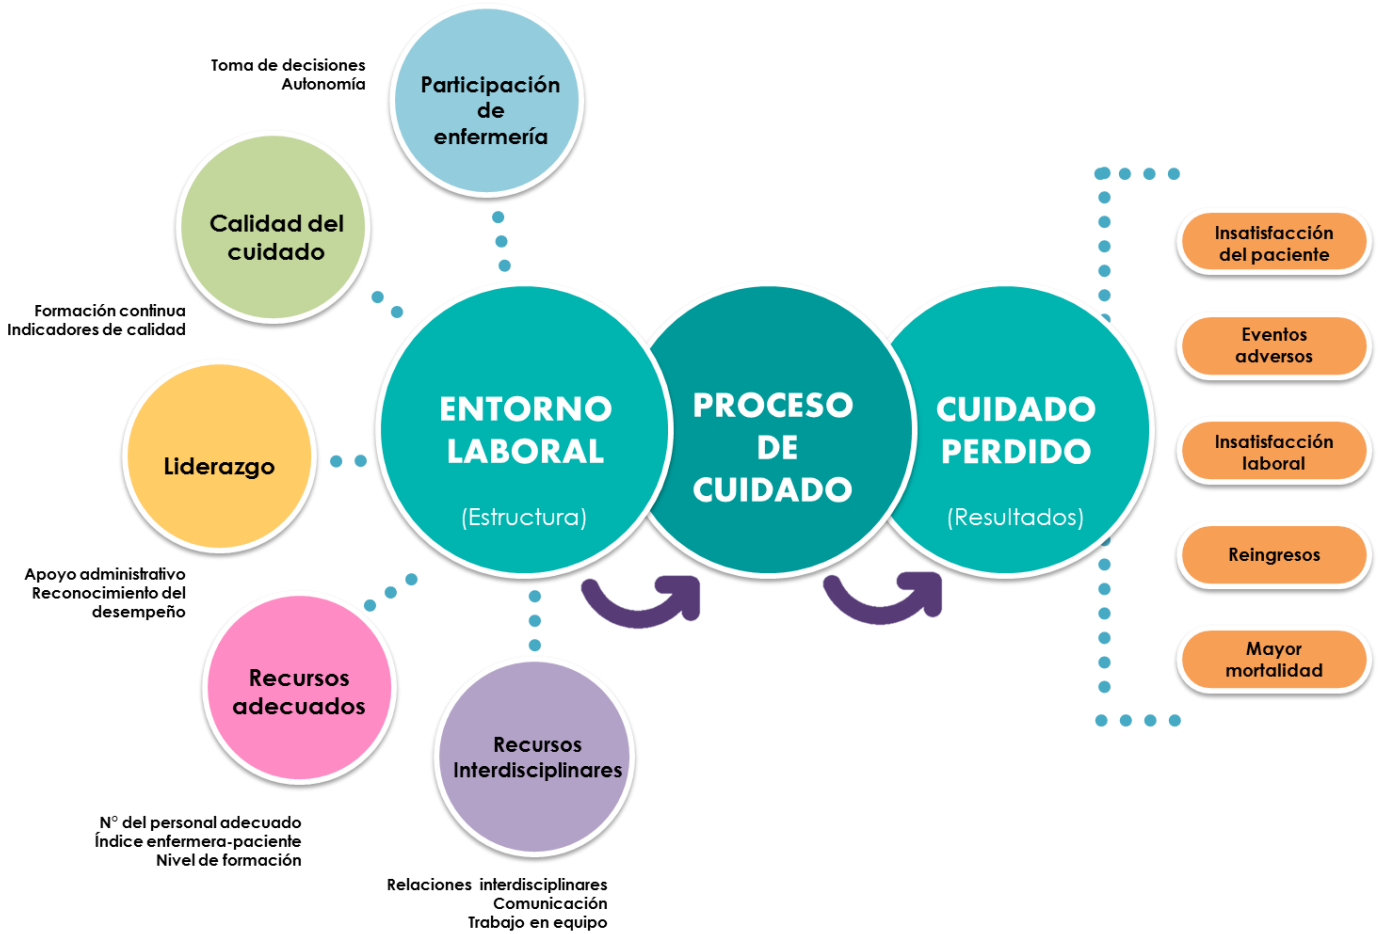 Toma de decisiones
Autonomía
Participación
de
enfermería
Calidad del
cuidado
Formación continua
Indicadores de calidad
Liderazgo
Apoyo administrativo
Reconocimiento del
desempeño
Recursos
adecuados
N° del personal adecuado
Índice enfermera-paciente
Nivel de formación
Recursos
Interdisciplinares
Relaciones interdisciplinares
Comunicación
Trabajo en equipo
ENTORNO
LABORAL
(Estructura)
PROCESO
DE
CUIDADO
CUIDADO
PERDIDO
(Resultados)
Insatisfacción
del paciente
Eventos
adversos
Insatisfacción
laboral
Reingresos
Mayor
mortalidad